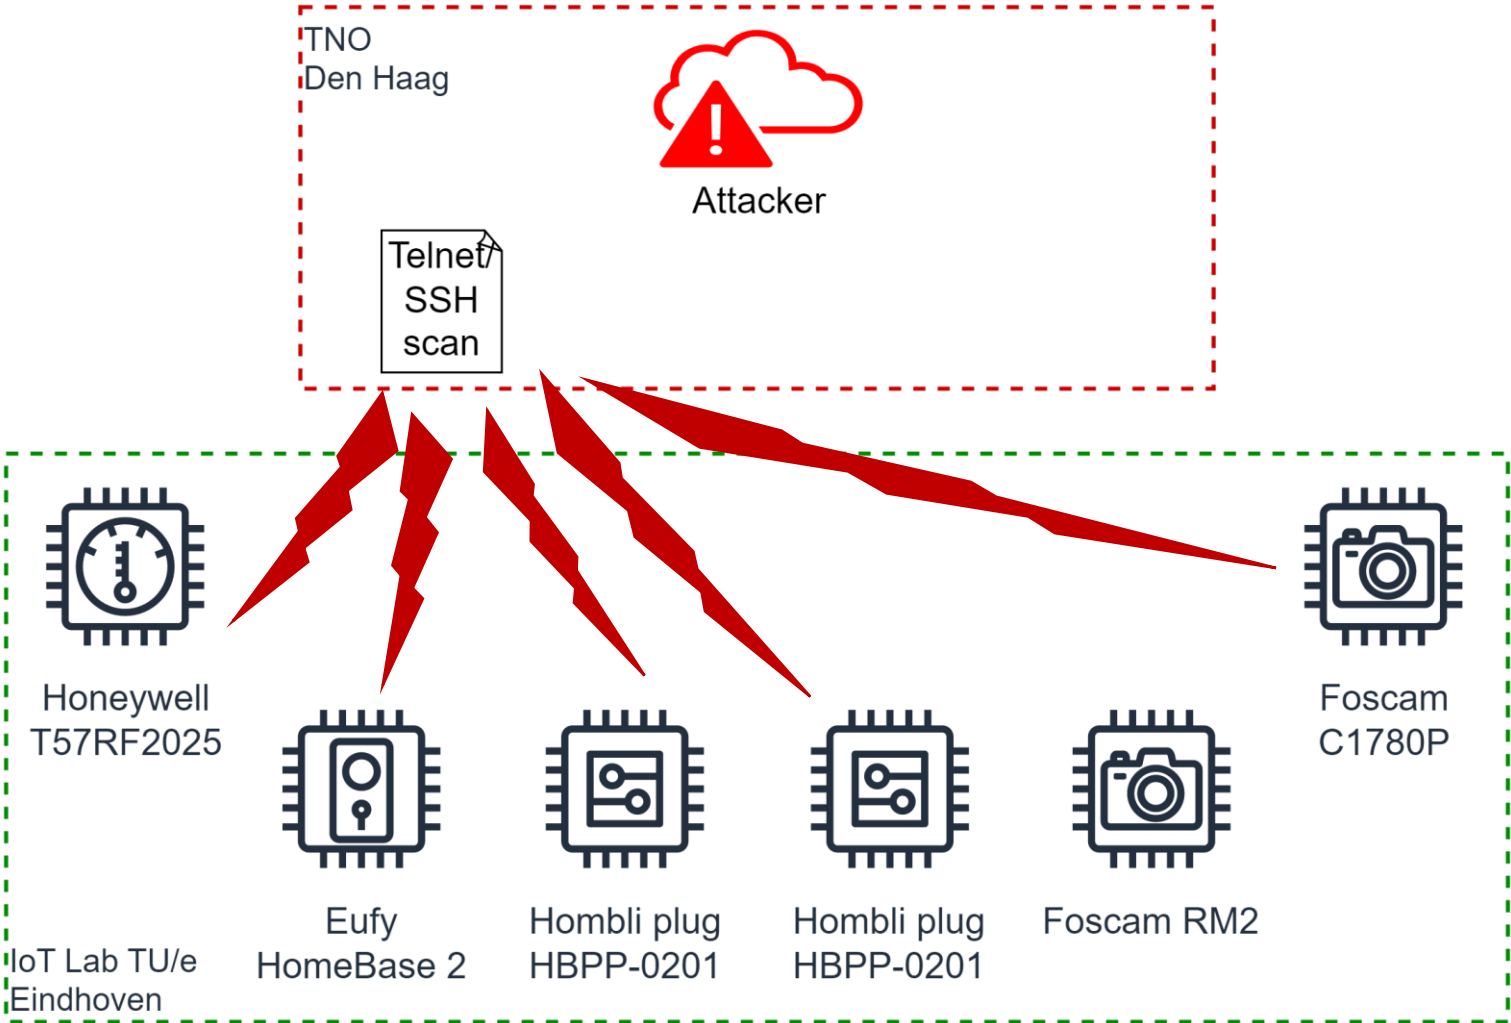 TNO
Den Haag
Attacker
Telnet/
SSH
scan
Honeywell
T57RF2025
Foscam
C1780P
Eufy
HomeBase 2
Hombli plug
HBPP-0201
Hombli plug
HBPP-0201
Foscam RM2
IoT Lab TU/e
Eindhoven